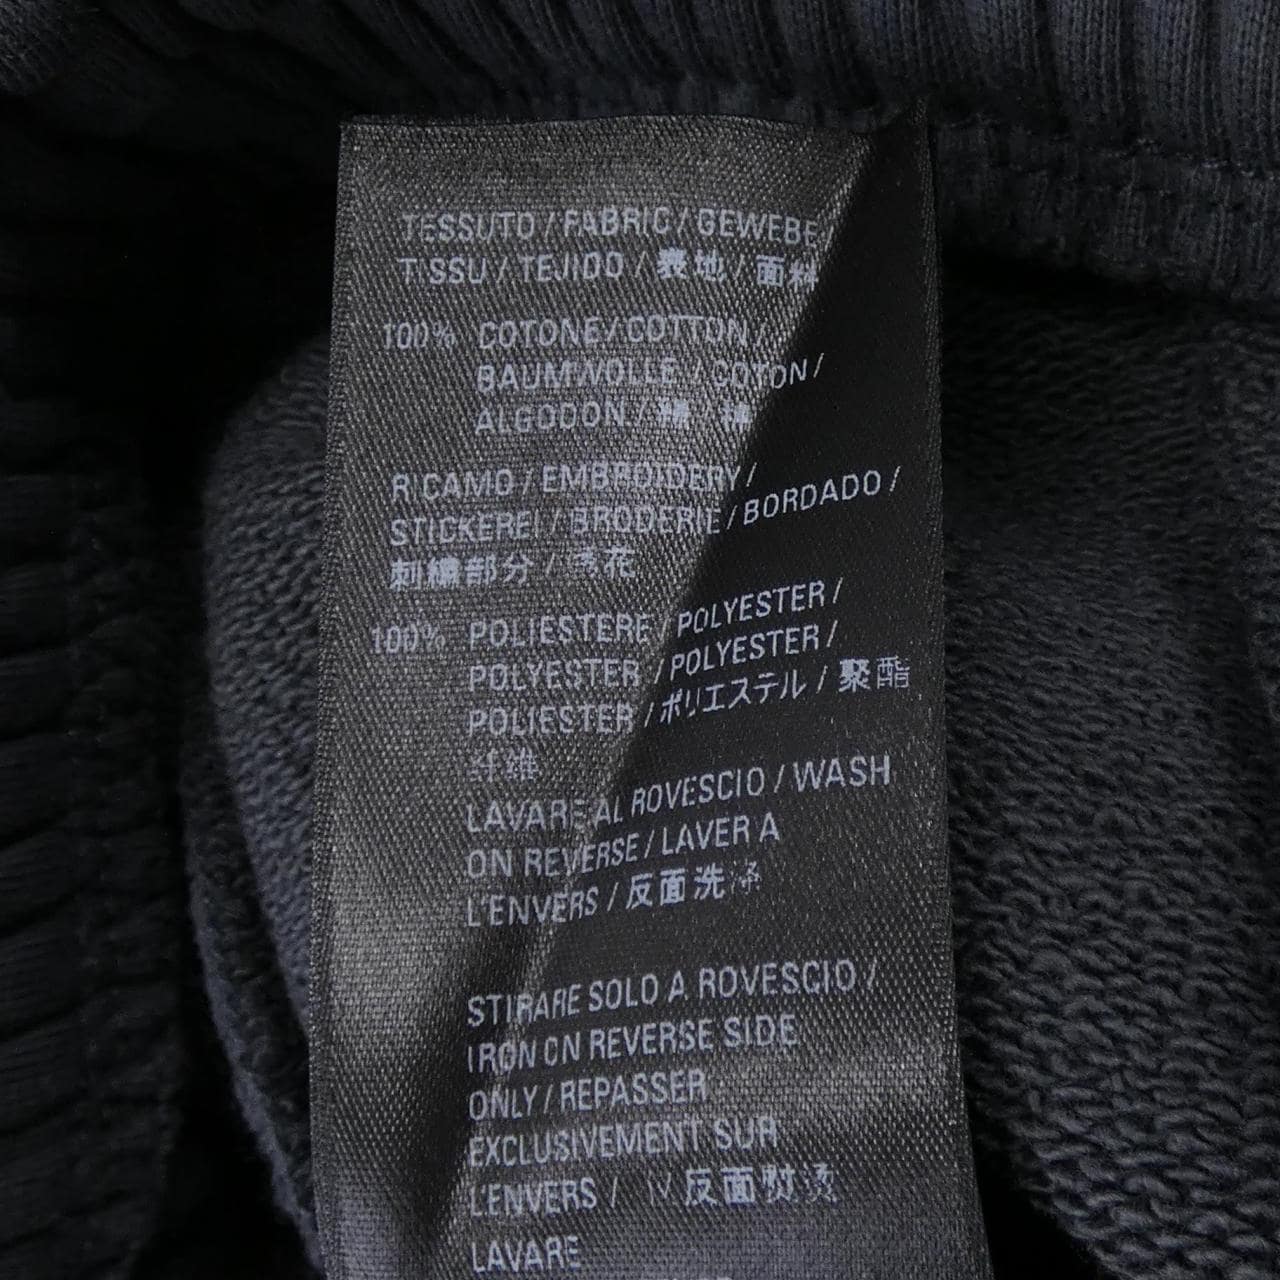 TESSUTO / FABRIC / GEWEBE /
TISSU / TEJIDO / 表地 / 面料
100% COTONE / COTTON /
BAUMWOLLE / COTON /
ALGODON / 綿 / 棉
RICAMO / EMBROIDERY /
STICKEREI / BRODERIE / BORDADO /
刺繍部分 / 绣花
100% POLIESTERE / POLYESTER /
POLYESTER / POLYESTER /
POLIESTER / ポリエステル / 聚酯
纤维
LAVARE AL ROVESCIO / WASH
ON REVERSE / LAVER A
L'ENVERS / 反面洗涤
STIRARE SOLO A ROVESCIO /
IRON ON REVERSE SIDE
ONLY / REPASSER
EXCLUSIVEMENT SUR
L'ENVERS / 反面熨烫
LAVARE